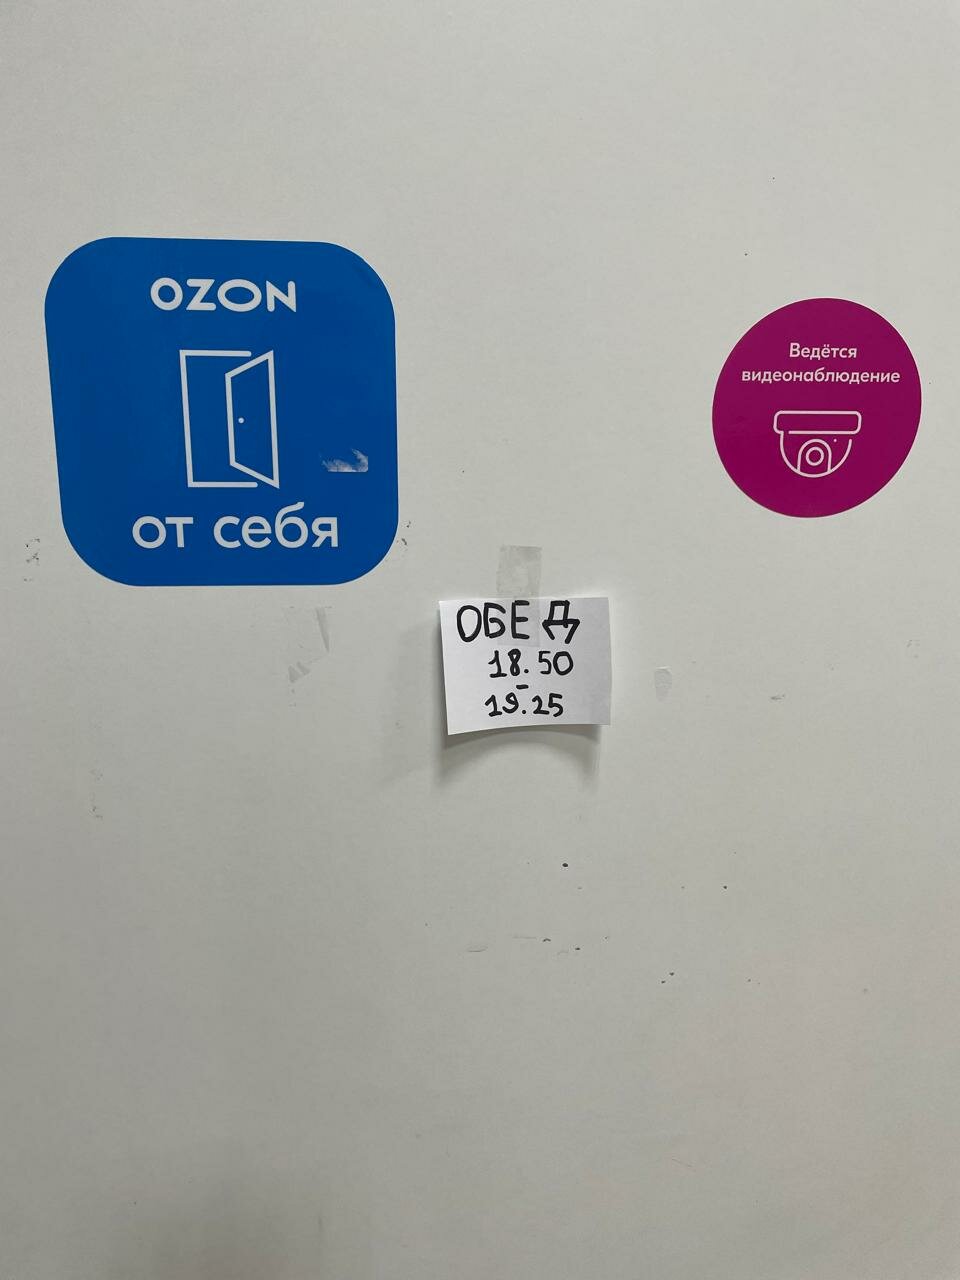 OZON
от себя
Ведётся
видеонаблюдение
ОБЕД
18.50
-
19.25